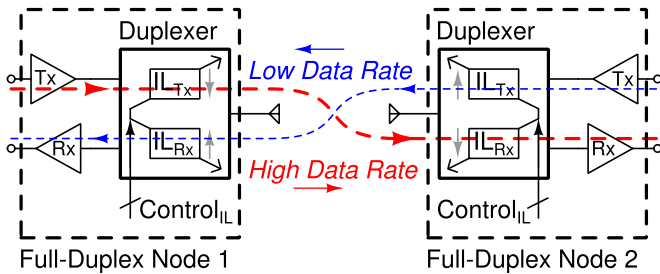 Duplexer
Tx
IL_Tx
IL_Rx
Rx
Control_IL
Full-Duplex Node 1
Low Data Rate
High Data Rate
Duplexer
IL_Tx
Tx
IL_Rx
Rx
Control_IL
Full-Duplex Node 2